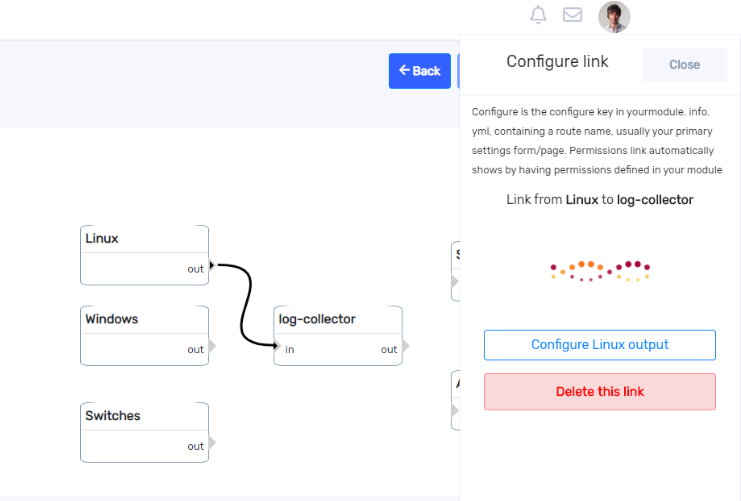 Back
Configure link
Close
Configure is the configure key in yourmodule. info.
yml, containing a route name, usually your primary
settings form/page. Permissions link automatically
shows by having permissions defined in your module
Link from Linux to log-collector
Linux
out
Windows
out
log-collector
in out
Switches
out
Configure Linux output
Delete this link